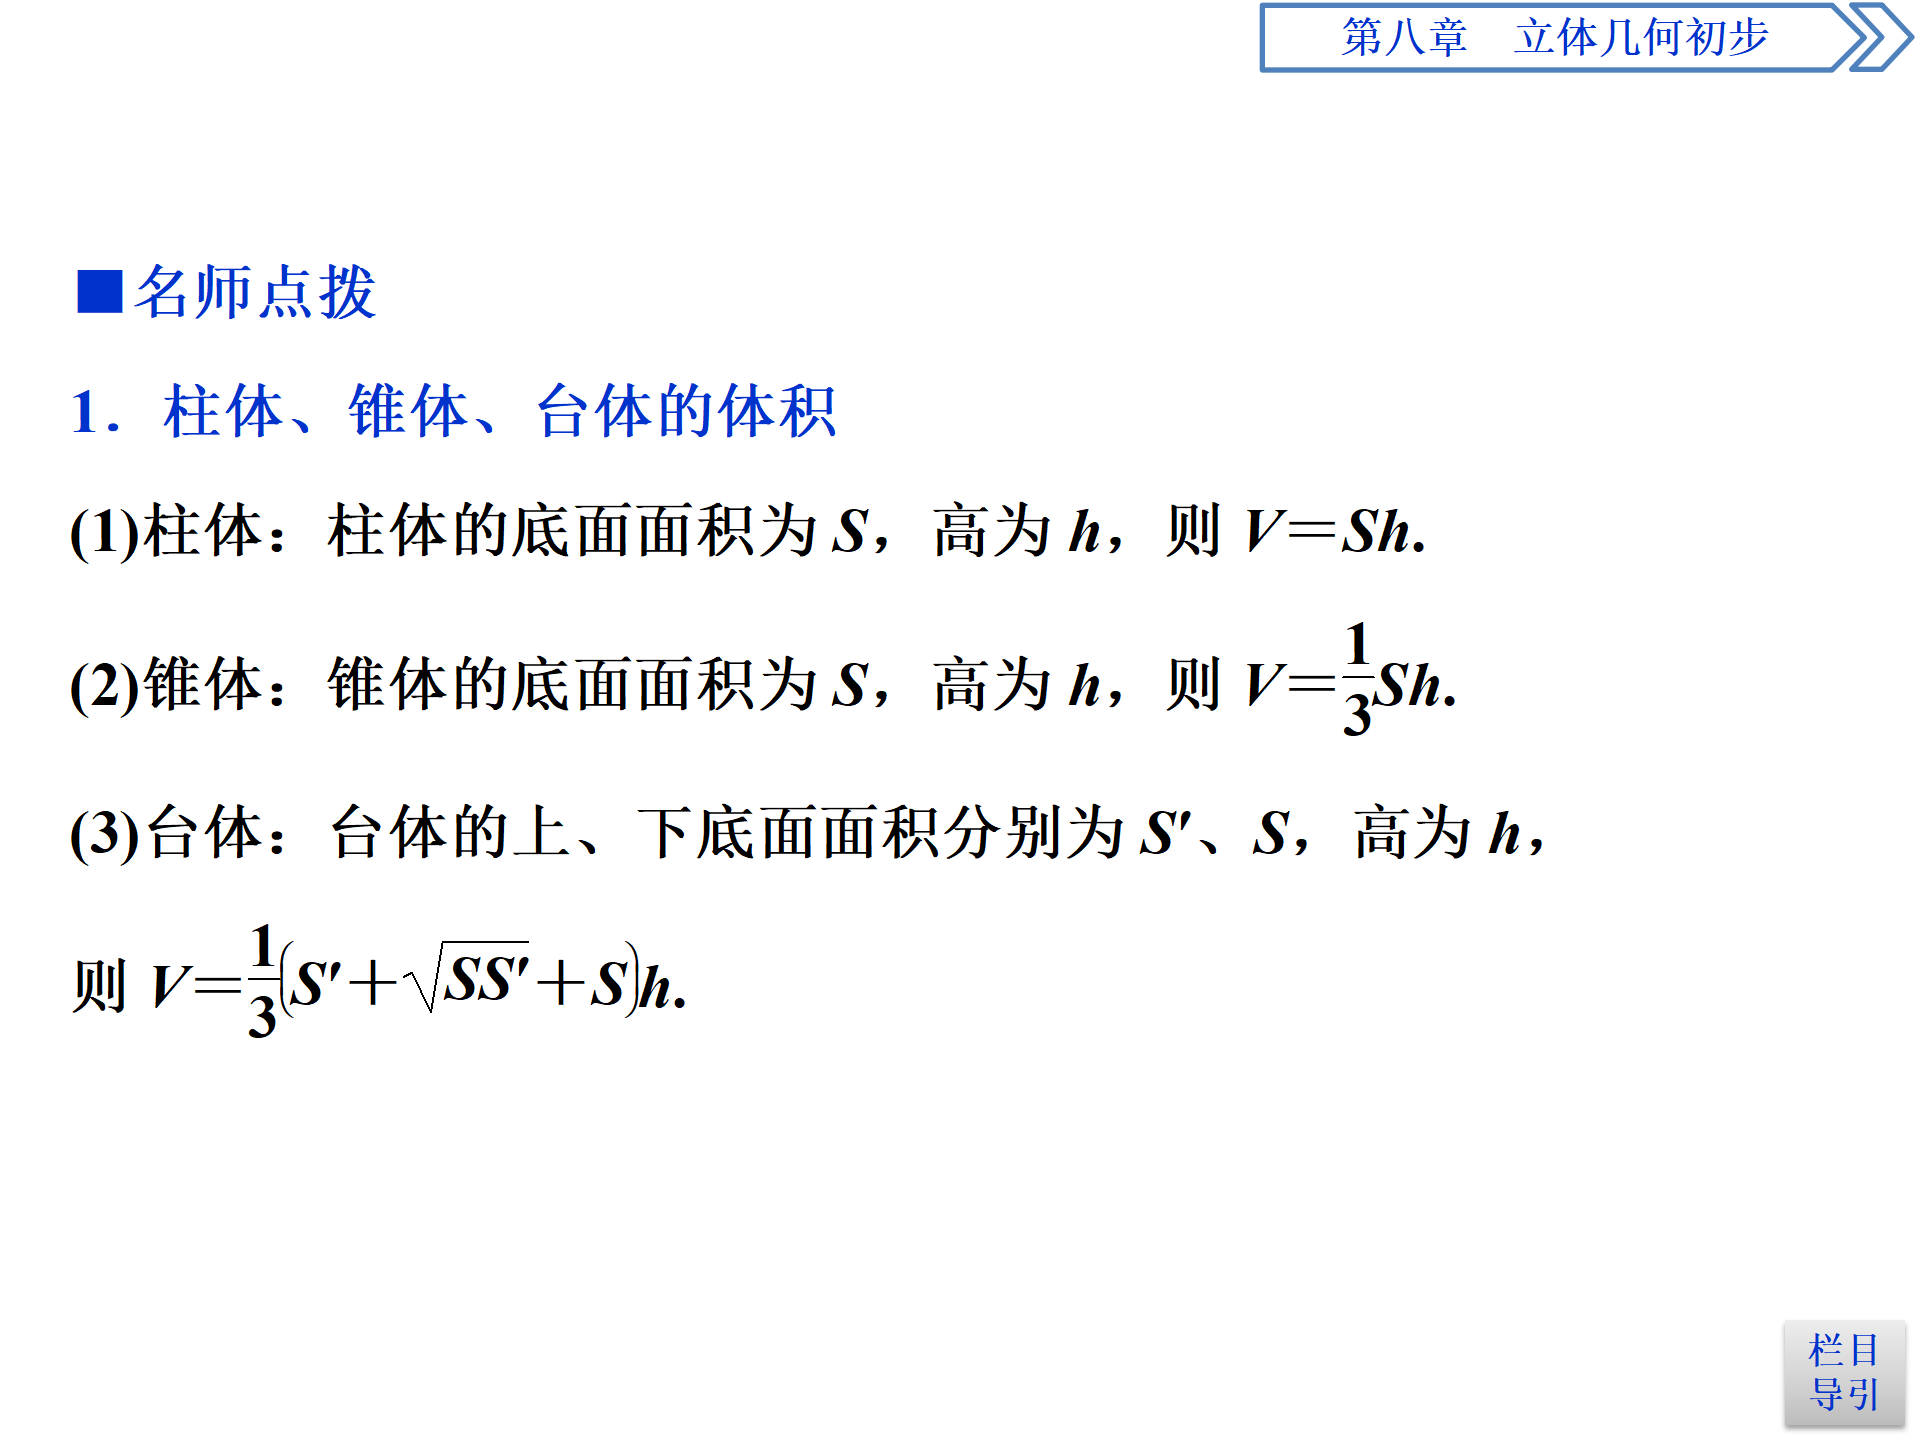 第八章　立体几何初步
■名师点拨
1．柱体、锥体、台体的体积
(1)柱体：柱体的底面面积为 S，高为 h，则 V＝Sh.
(2)锥体：锥体的底面面积为 S，高为 h，则 V＝\frac{1}{3}Sh.
(3)台体：台体的上、下底面面积分别为 S′、S，高为 h，
则 V＝\frac{1}{3}(S′＋\sqrt{SS′}＋S)h.
栏目
导引